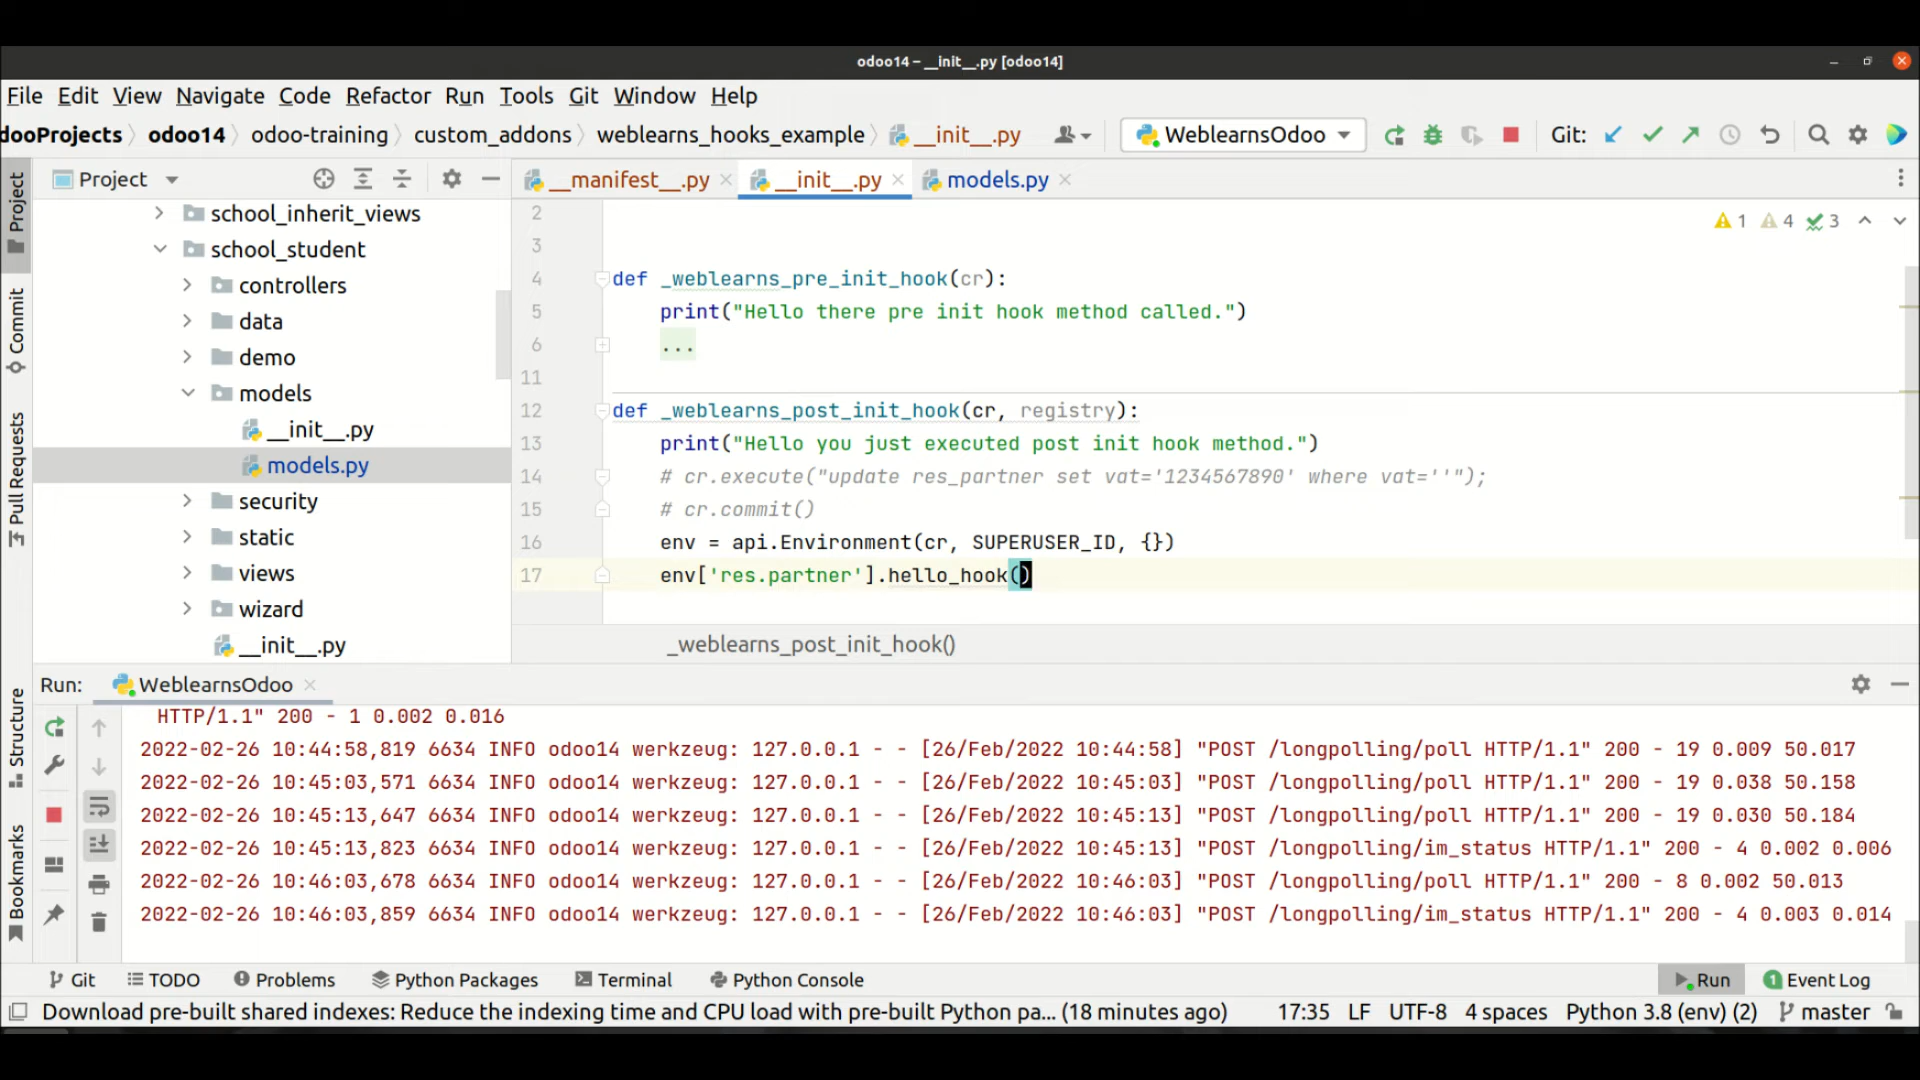 odoo14 – __init__.py [odoo14]
File Edit View Navigate Code Refactor Run Tools Git Window Help
dooProjects odoo14 odoo-training custom_addons weblearns_hooks_example __init__.py WeblearnsOdoo Git:
Project
__manifest__.py __init__.py models.py
school_inherit_views
school_student
controllers
data
demo
models
__init__.py
models.py
security
static
views
wizard
__init__.py
Project
Commit
Pull Requests
Structure
Bookmarks
1 4 3
2
3
4 def _weblearns_pre_init_hook(cr):
5 print("Hello there pre init hook method called.")
6 ...
11
12 def _weblearns_post_init_hook(cr, registry):
13 print("Hello you just executed post init hook method.")
14 # cr.execute("update res_partner set vat='1234567890' where vat=''");
15 # cr.commit()
16 env = api.Environment(cr, SUPERUSER_ID, {})
17 env['res.partner'].hello_hook()
_weblearns_post_init_hook()
Run: WeblearnsOdoo
HTTP/1.1" 200 - 1 0.002 0.016
2022-02-26 10:44:58,819 6634 INFO odoo14 werkzeug: 127.0.0.1 - - [26/Feb/2022 10:44:58] "POST /longpolling/poll HTTP/1.1" 200 - 19 0.009 50.017
2022-02-26 10:45:03,571 6634 INFO odoo14 werkzeug: 127.0.0.1 - - [26/Feb/2022 10:45:03] "POST /longpolling/poll HTTP/1.1" 200 - 19 0.038 50.158
2022-02-26 10:45:13,647 6634 INFO odoo14 werkzeug: 127.0.0.1 - - [26/Feb/2022 10:45:13] "POST /longpolling/poll HTTP/1.1" 200 - 19 0.030 50.184
2022-02-26 10:45:13,823 6634 INFO odoo14 werkzeug: 127.0.0.1 - - [26/Feb/2022 10:45:13] "POST /longpolling/im_status HTTP/1.1" 200 - 4 0.002 0.006
2022-02-26 10:46:03,678 6634 INFO odoo14 werkzeug: 127.0.0.1 - - [26/Feb/2022 10:46:03] "POST /longpolling/poll HTTP/1.1" 200 - 8 0.002 50.013
2022-02-26 10:46:03,859 6634 INFO odoo14 werkzeug: 127.0.0.1 - - [26/Feb/2022 10:46:03] "POST /longpolling/im_status HTTP/1.1" 200 - 4 0.003 0.014
Git TODO Problems Python Packages Terminal Python Console Run 1 Event Log
Download pre-built shared indexes: Reduce the indexing time and CPU load with pre-built Python pa... (18 minutes ago) 17:35 LF UTF-8 4 spaces Python 3.8 (env) (2) master